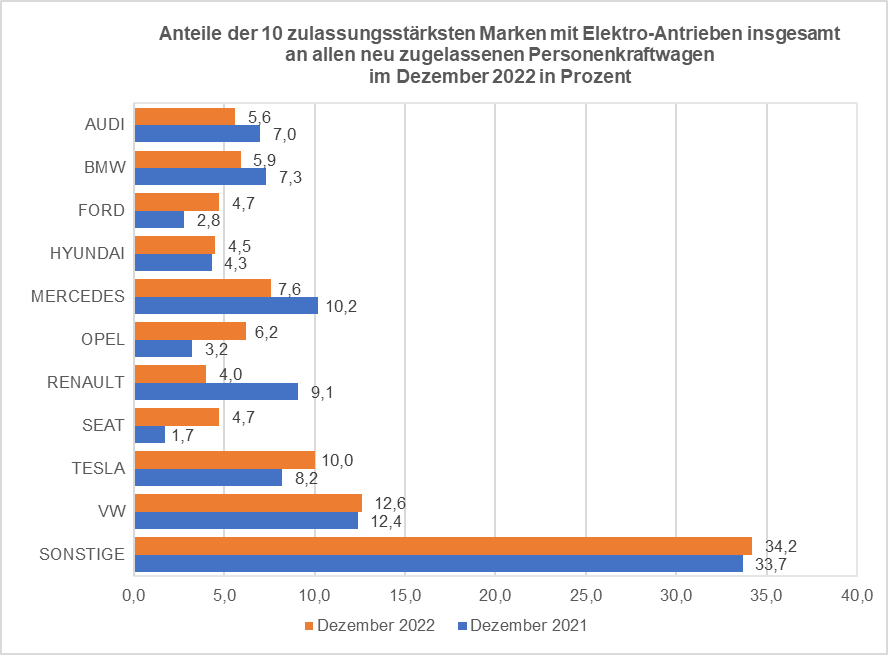 Anteile der 10 zulassungsstärksten Marken mit Elektro-Antrieben insgesamt
an allen neu zugelassenen Personenkraftwagen
im Dezember 2022 in Prozent
AUDI 5,6
7,0
BMW 5,9
7,3
FORD 4,7
2,8
HYUNDAI 4,5
4,3
MERCEDES 7,6
10,2
OPEL 6,2
3,2
RENAULT 4,0
9,1
SEAT 4,7
1,7
TESLA 10,0
8,2
VW 12,6
12,4
SONSTIGE 34,2
33,7
0,0 5,0 10,0 15,0 20,0 25,0 30,0 35,0 40,0
Dezember 2022 Dezember 2021